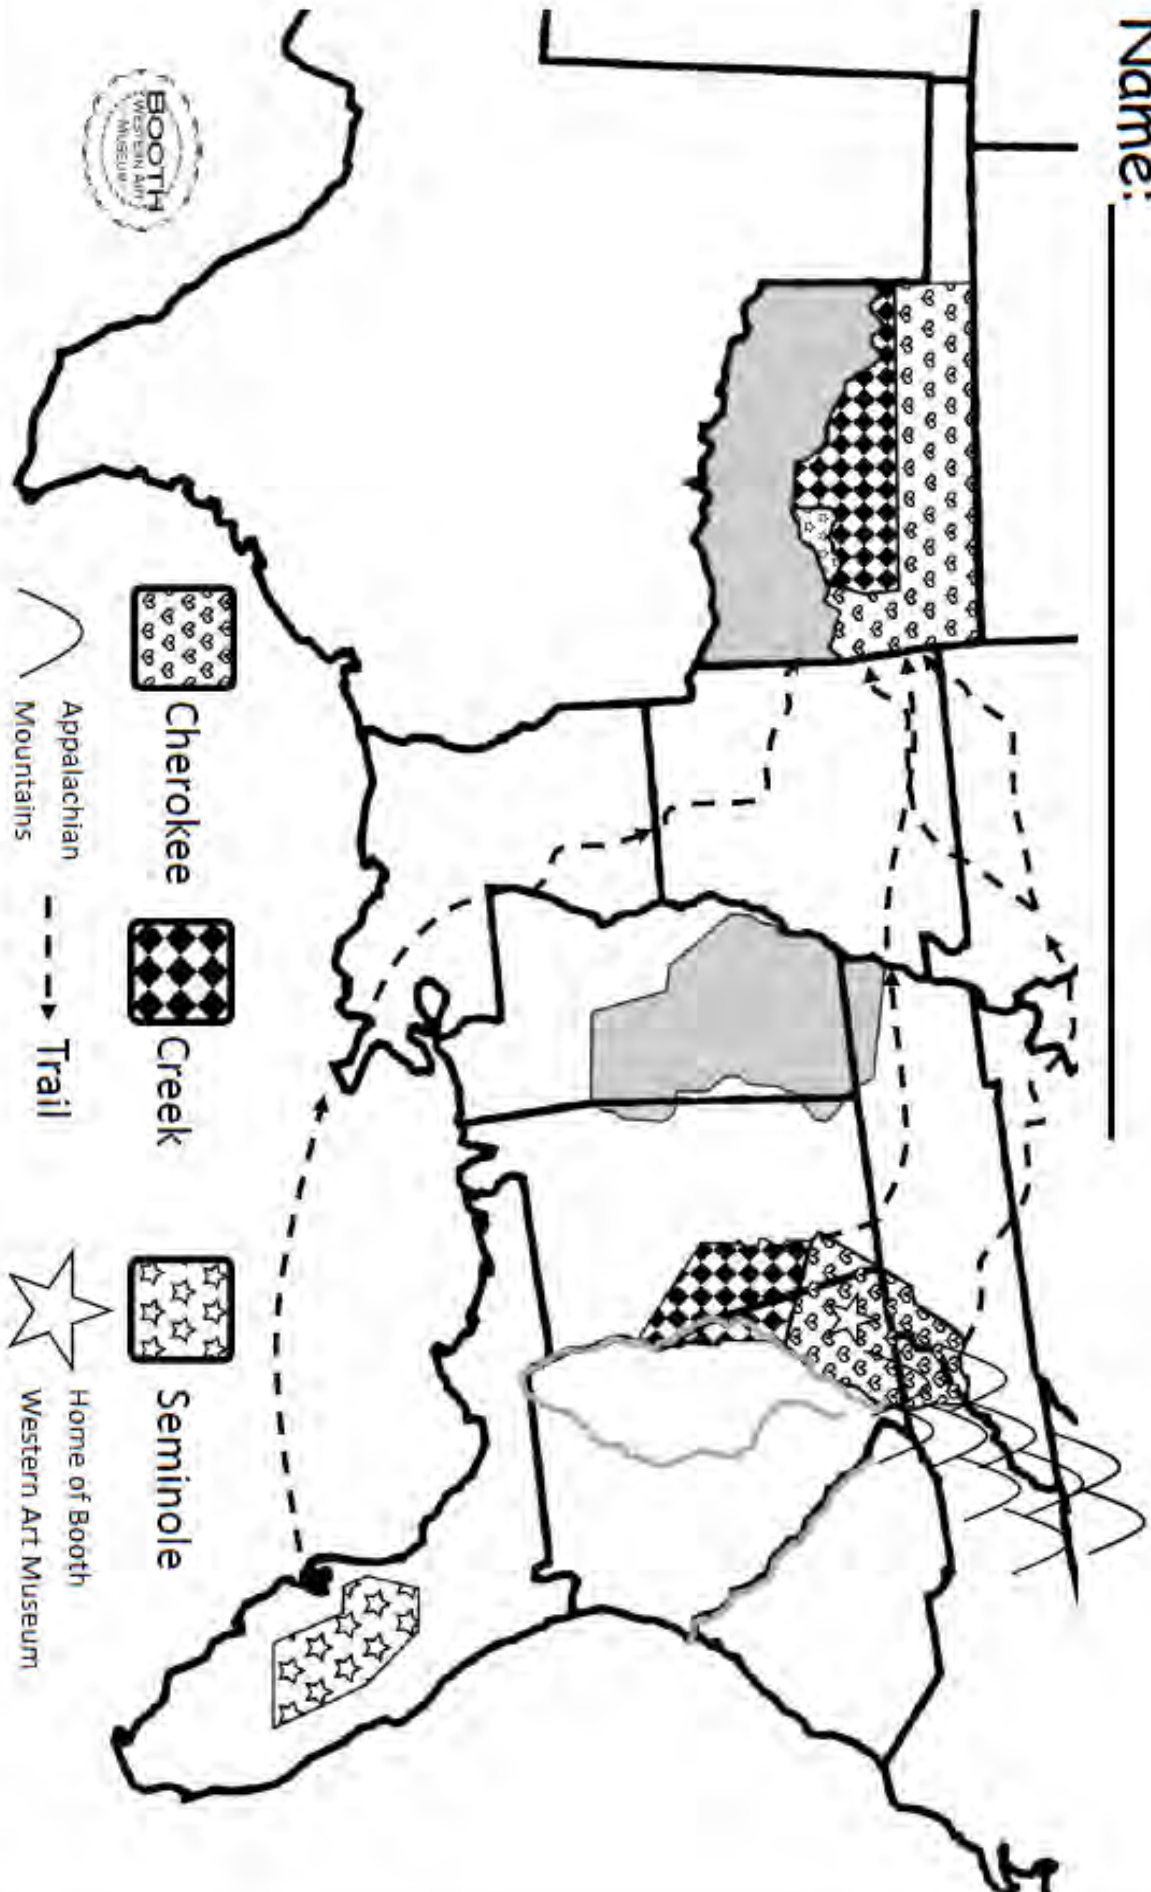 Name:
BOOTH
WESTERN ART
MUSEUM
Cherokee
Creek
Seminole
Appalachian
Mountains
Trail
Home of Booth
Western Art Museum